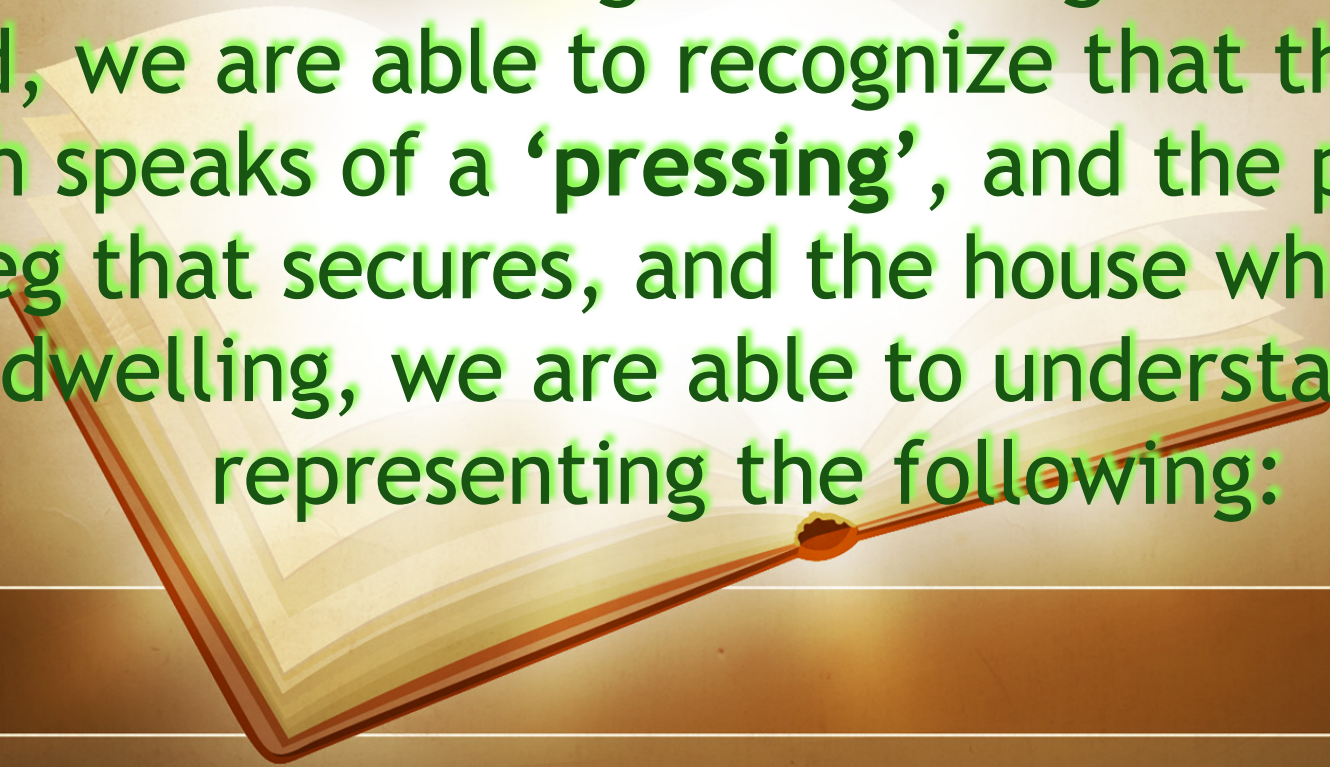 d, we are able to recognize that th
h speaks of a ‘pressing’, and the p
eg that secures, and the house wh
dwelling, we are able to understa
representing the following: